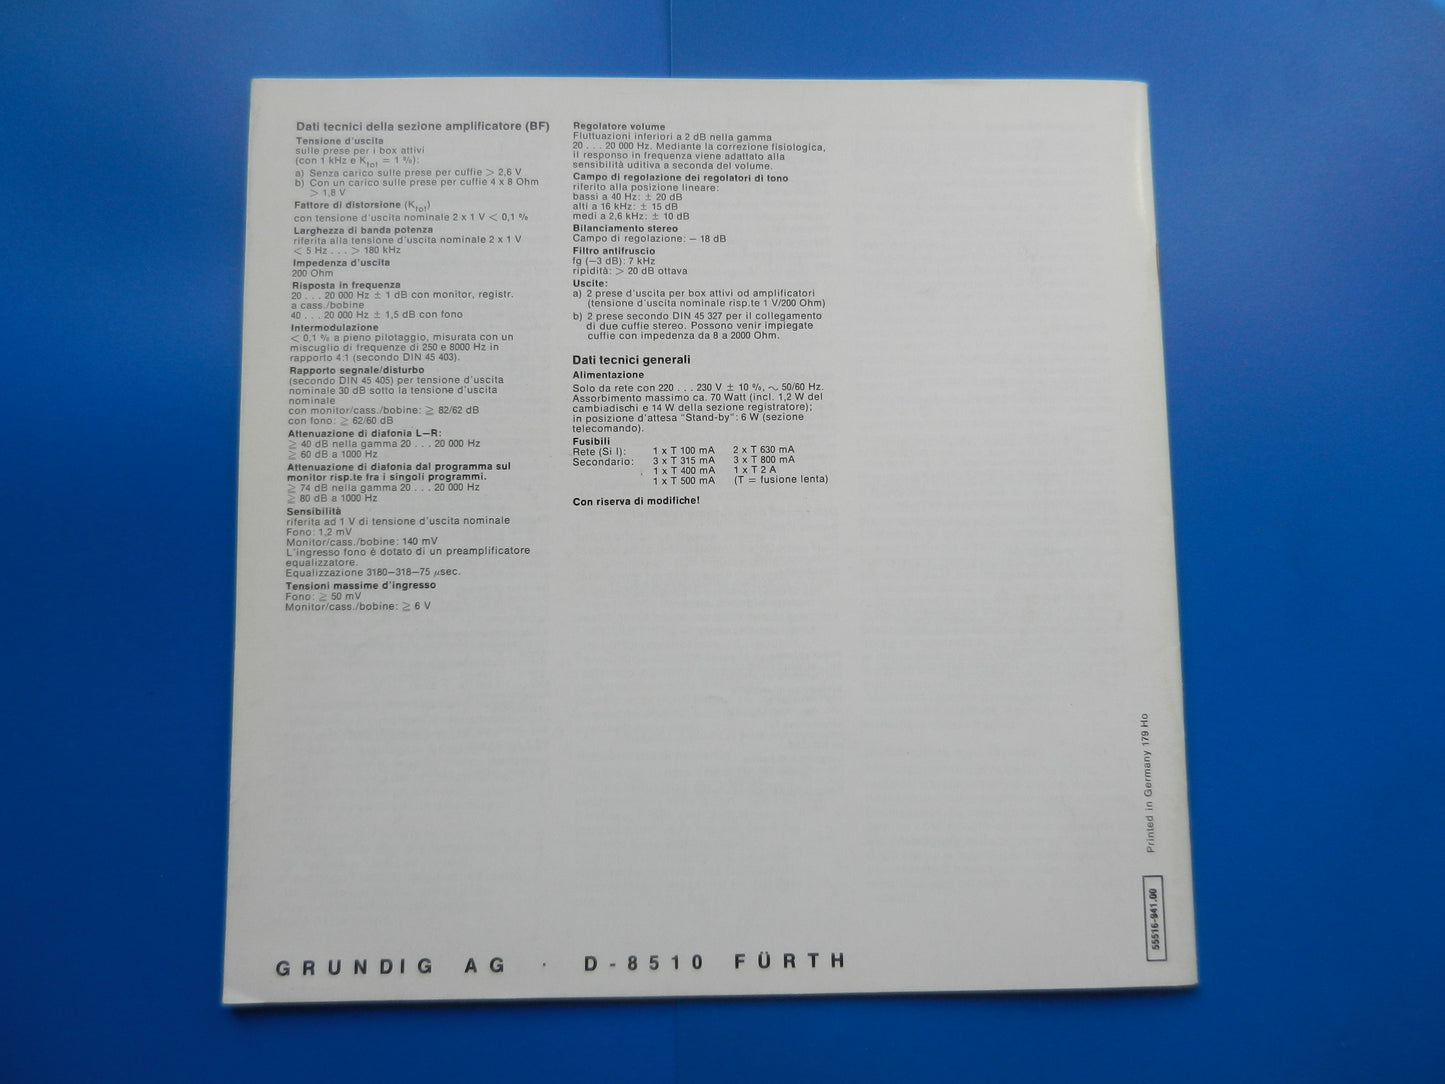 Dati tecnici della sezione amplificatore (BF)
Tensione d'uscita
sulle prese per i box attivi
(con 1 kHz e Ktot = 1 %):
a) Senza carico sulle prese per cuffie > 2,6 V
b) Con un carico sulle prese per cuffie 4 x 8 Ohm
> 1,8 V
Fattore di distorsione (Ktot)
con tensione d'uscita nominale 2 x 1 V < 0,1 %
Larghezza di banda potenza
riferita alla tensione d'uscita nominale 2 x 1 V
< 5 Hz . . . > 180 kHz
Impedenza d'uscita
200 Ohm
Risposta in frequenza
20 . . . 20 000 Hz ± 1 dB con monitor, registr.
a cass./bobine
40 . . . 20 000 Hz ± 1,5 dB con fono
Intermodulazione
< 0,1 % a pieno pilotaggio, misurata con un
miscuglio di frequenze di 250 e 8000 Hz in
rapporto 4:1 (secondo DIN 45 403).
Rapporto segnale/disturbo
(secondo DIN 45 405) per tensione d'uscita
nominale 30 dB sotto la tensione d'uscita
nominale
con monitor/cass./bobine: ≥ 82/62 dB
con fono: ≥ 62/60 dB
Attenuazione di diafonia L–R:
≥ 40 dB nella gamma 20 . . . 20 000 Hz
≥ 60 dB a 1000 Hz
Attenuazione di diafonia dal programma sul
monitor risp.te fra i singoli programmi.
≥ 74 dB nella gamma 20 . . . 20 000 Hz
≥ 80 dB a 1000 Hz
Sensibilità
riferita ad 1 V di tensione d'uscita nominale
Fono: 1,2 mV
Monitor/cass./bobine: 140 mV
L'ingresso fono è dotato di un preamplificatore
equalizzatore.
Equalizzazione 3180–318–75 µsec.
Tensioni massime d'ingresso
Fono: ≥ 50 mV
Monitor/cass./bobine: ≥ 6 V
Regolatore volume
Fluttuazioni inferiori a 2 dB nella gamma
20 . . . 20 000 Hz. Mediante la correzione fisiologica,
il responso in frequenza viene adattato alla
sensibilità uditiva a seconda del volume.
Campo di regolazione dei regolatori di tono
riferito alla posizione lineare:
bassi a 40 Hz: ± 20 dB
alti a 16 kHz: ± 15 dB
medi a 2,6 kHz: ± 10 dB
Bilanciamento stereo
Campo di regolazione: – 18 dB
Filtro antifruscio
fg (–3 dB): 7 kHz
ripidità: > 20 dB ottava
Uscite:
a) 2 prese d'uscita per box attivi od amplificatori
(tensione d'uscita nominale risp.te 1 V/200 Ohm)
b) 2 prese secondo DIN 45 327 per il collegamento
di due cuffie stereo. Possono venir impiegate
cuffie con impedenza da 8 a 2000 Ohm.
Dati tecnici generali
Alimentazione
Solo da rete con 220 . . . 230 V ± 10 %, ~ 50/60 Hz.
Assorbimento massimo ca. 70 Watt (incl. 1,2 W del
cambiadischi e 14 W della sezione registratore);
in posizione d'attesa "Stand-by": 6 W (sezione
telecomando).
Fusibili
Rete (Si I): 1 x T 100 mA 2 x T 630 mA
Secondario: 3 x T 315 mA 3 x T 800 mA
1 x T 400 mA 1 x T 2 A
1 x T 500 mA (T = fusione lenta)
Con riserva di modifiche!
Printed in Germany 179 Ho
55516-941.00
GRUNDIG AG · D-8510 FÜRTH